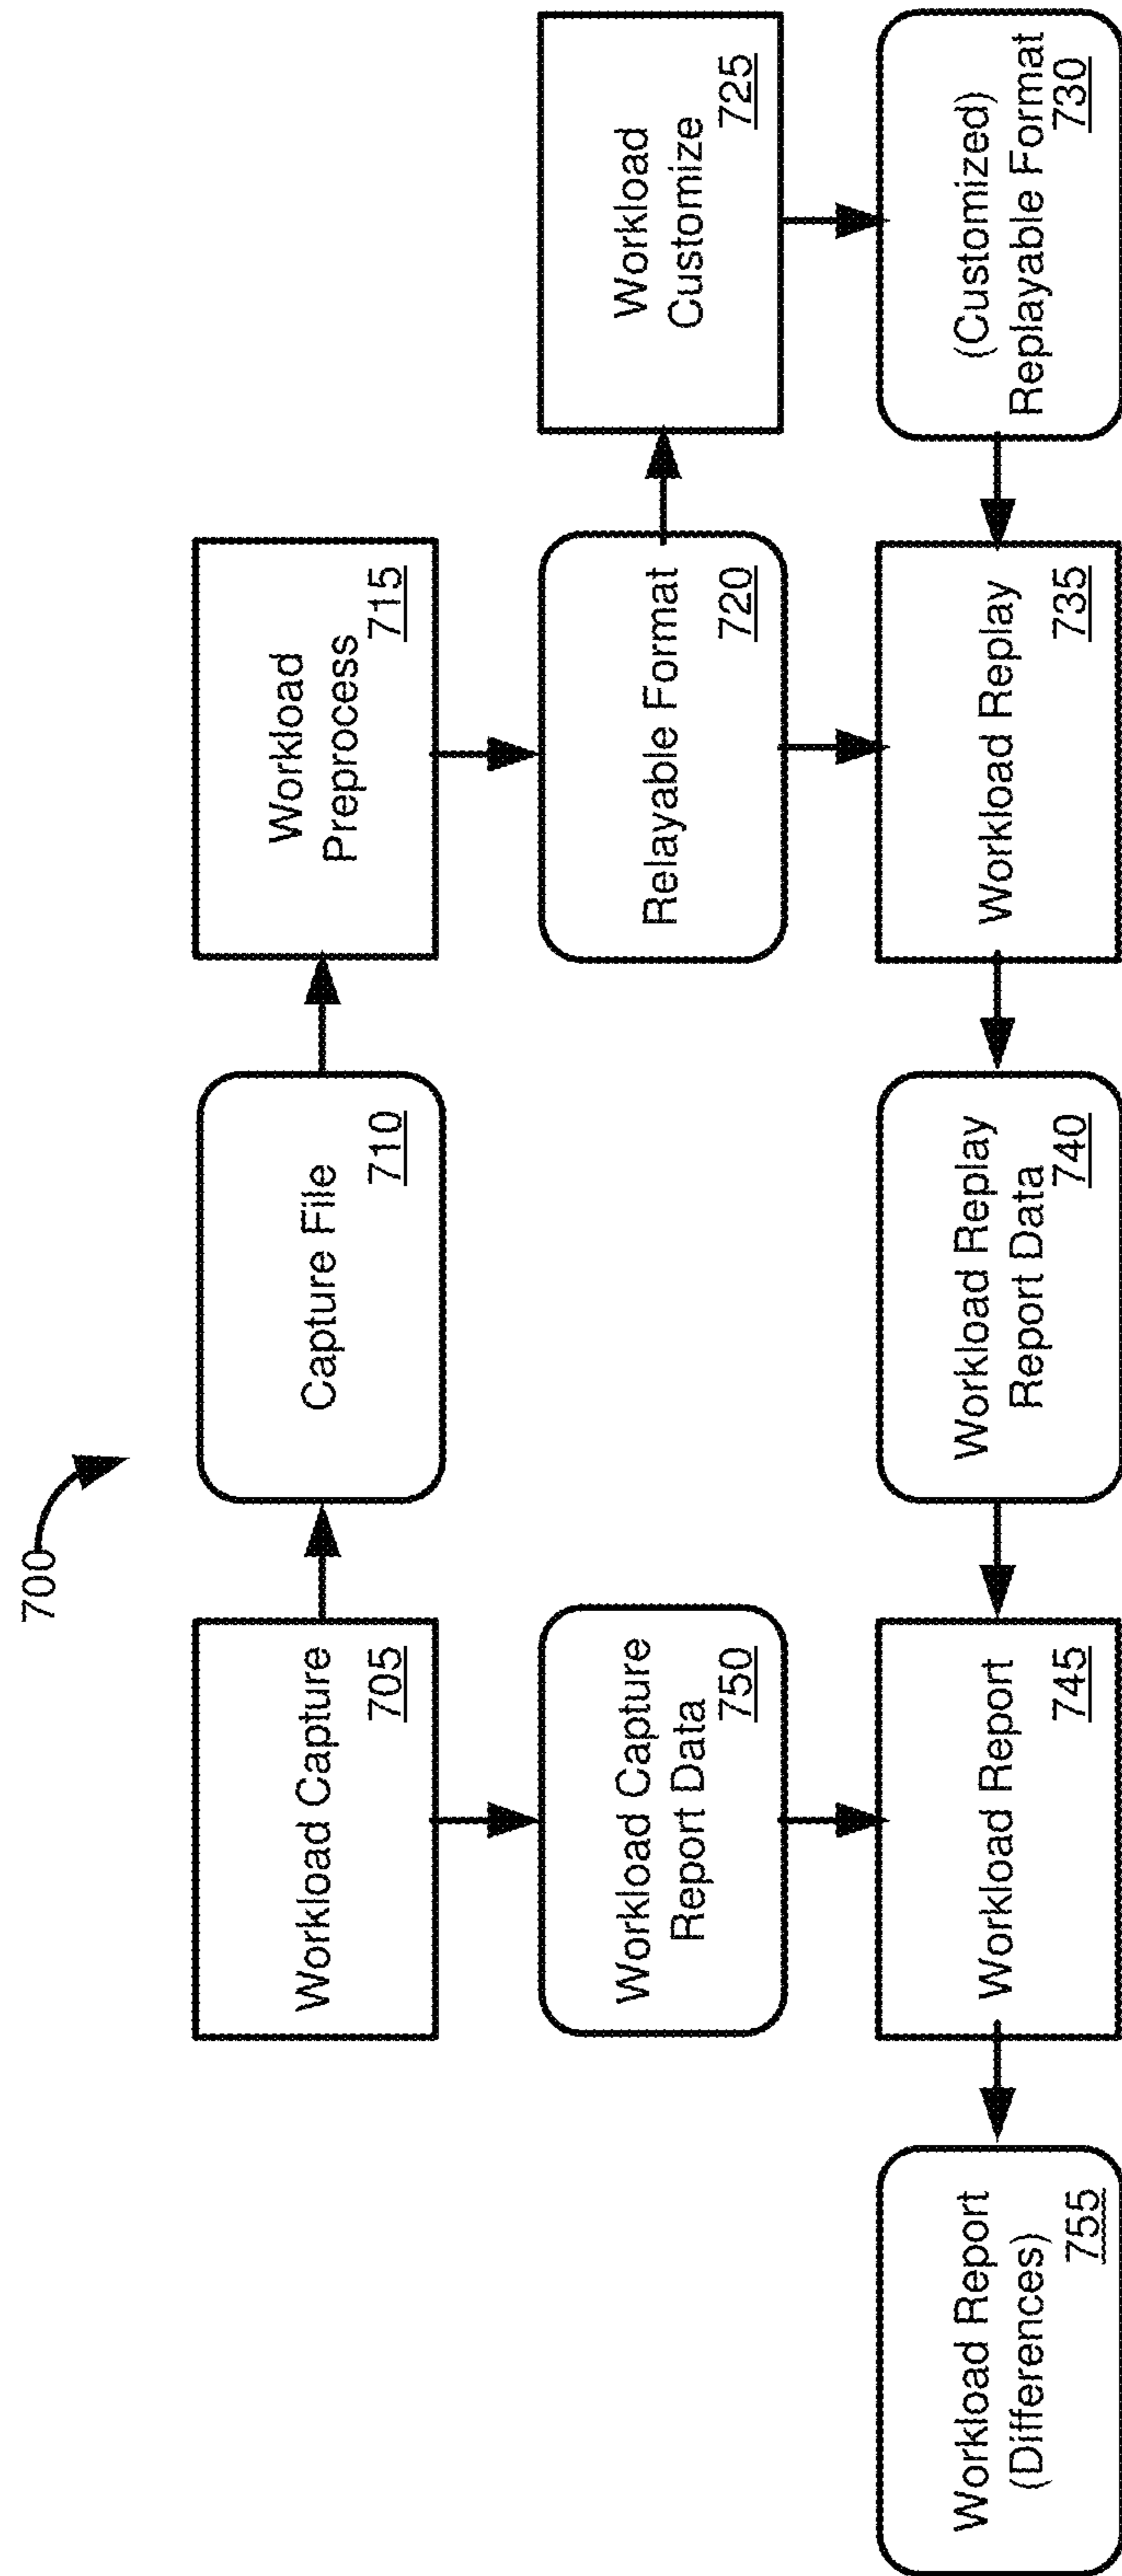 700
Workload Capture
705
Capture File
710
Workload
Preprocess
715
Workload Capture
Report Data
750
Relayable Format
720
Workload
Customize
725
Workload Report
(Differences)
755
Workload Report
745
Workload Replay
Report Data
740
Workload Replay
735
(Customized)
Replayable Format
730